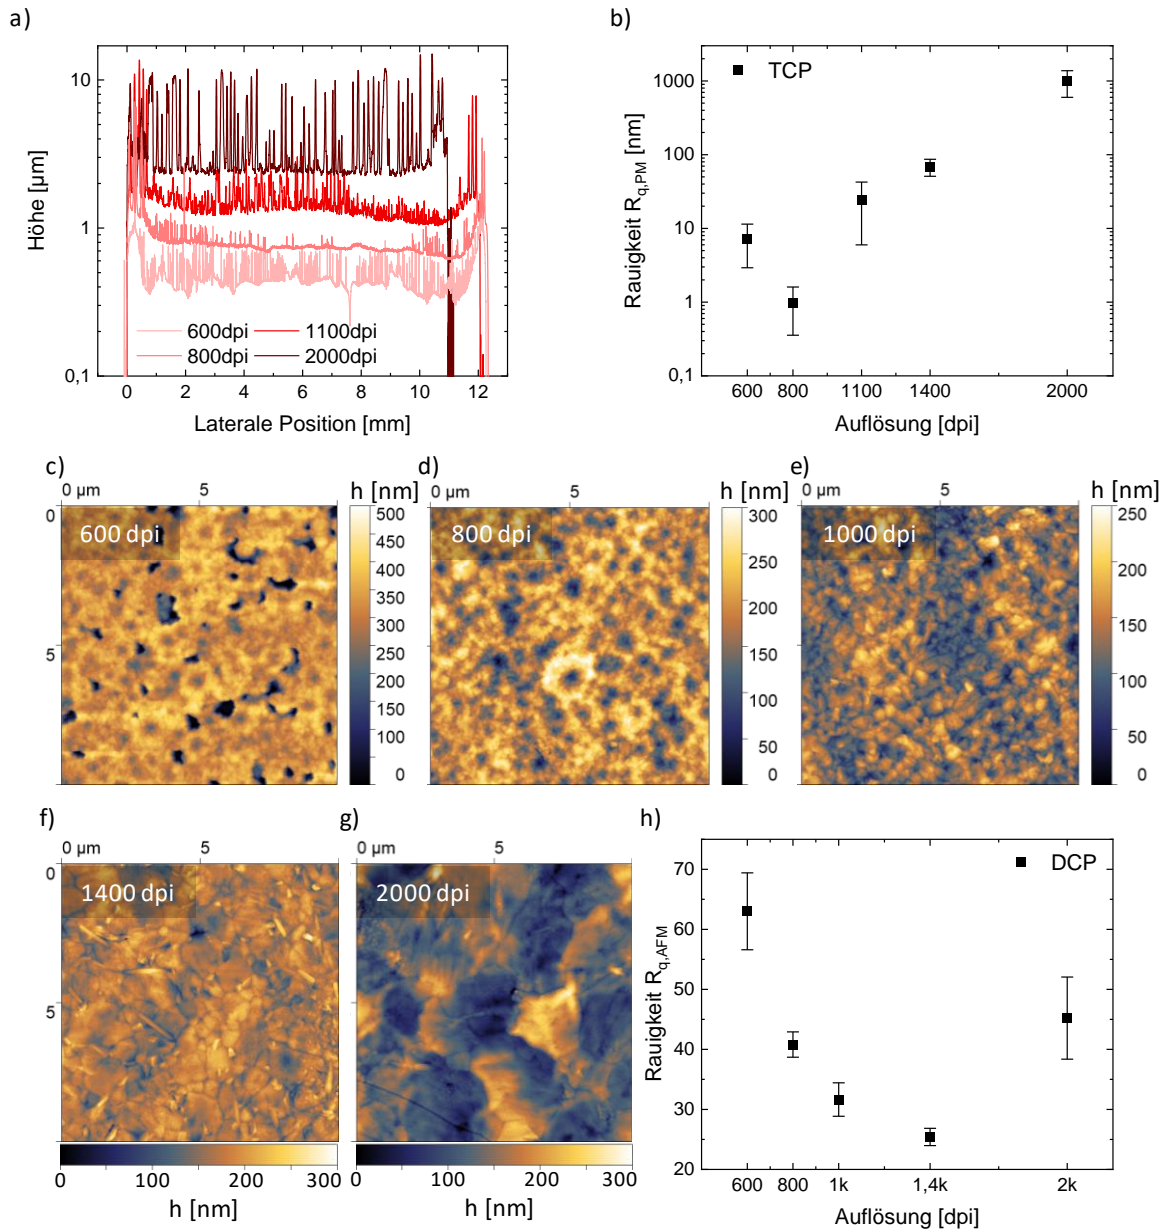 a)
Höhe [µm]
10
1
0,1
600dpi
1100dpi
800dpi
2000dpi
0 2 4 6 8 10 12
Laterale Position [mm]
b)
Rauigkeit R_q,PM [nm]
1000
100
10
1
0,1
TCP
600 800 1100 1400 2000
Auflösung [dpi]
c)
0 µm 5
0
5
600 dpi
h [nm]
500
450
400
350
300
250
200
150
100
50
0
d)
0 µm 5
800 dpi
h [nm]
300
250
200
150
100
50
0
e)
0 µm 5
1000 dpi
h [nm]
250
200
150
100
50
0
f)
0 µm 5
0
5
1400 dpi
0 100 200 300
h [nm]
g)
0 µm 5
0
5
2000 dpi
0 100 200 300
h [nm]
h)
Rauigkeit R_q,AFM
70
60
50
40
30
20
DCP
600 800 1k 1,4k 2k
Auflösung [dpi]